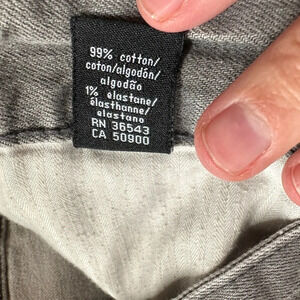 99% cotton/
coton/algodón/
algodão
1% elastane/
élasthanne/
elastano
RN 36543
CA 50900